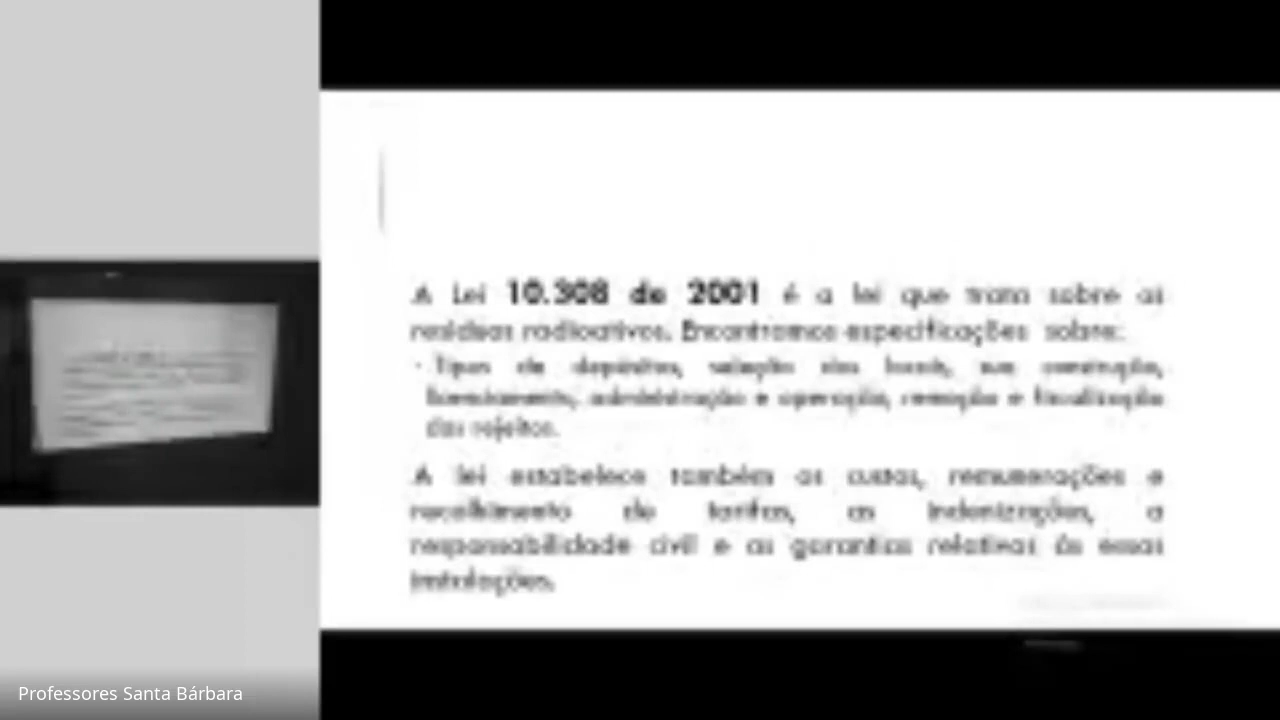 A Lei 10.308 de 2001 é a lei que trata sobre os
resíduos radioativos. Encontramos especificações sobre:
· Tipos de depósitos, seleção dos locais, sua construção,
licenciamento, administração e operação, remoção e fiscalização
dos rejeitos.
A lei estabelece também os custos, remunerações e
recolhimento de tarifas, as indenizações, a
responsabilidade civil e as garantias relativas às essas
instalações.
Professores Santa Bárbara